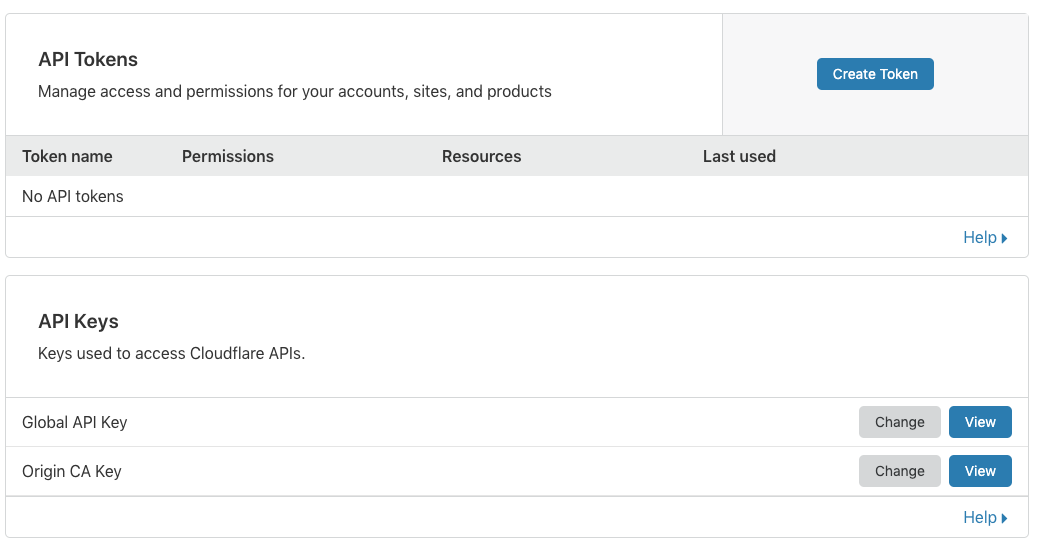 API Tokens
Manage access and permissions for your accounts, sites, and products
Create Token
Token name Permissions Resources Last used
No API tokens
Help
API Keys
Keys used to access Cloudflare APIs.
Global API Key Change View
Origin CA Key Change View
Help